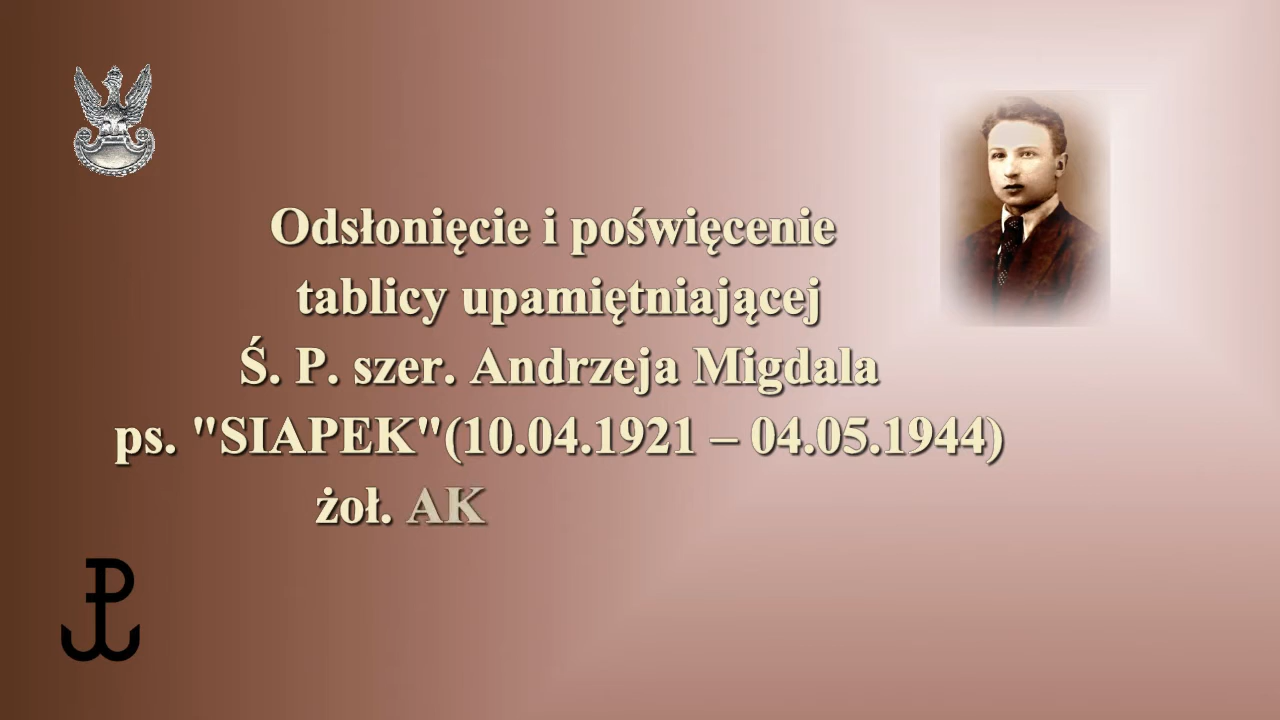 Odsłonięcie i poświęcenie
tablicy upamiętniającej
Ś. P. szer. Andrzeja Migdala
ps. "SIAPEK"(10.04.1921 – 04.05.1944)
żoł. AK